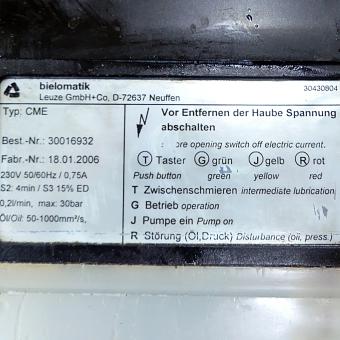 bielomatik
Leuze GmbH+Co, D-72637 Neuffen
30430804
Typ: CME
Best.-Nr.: 30016932
Fabr.-Nr.: 18.01.2006
230V 50/60Hz / 0,75A
S2: 4min / S3 15% ED
0,2l/min, max: 30bar
Öl/Oil: 50-1000mm²/s,
Vor Entfernen der Haube Spannung
abschalten
ore opening switch off electric current.
T Taster G grün J gelb R rot
Push button green yellow red
T Zwischenschmieren intermediate lubrication
G Betrieb operation
J Pumpe ein Pump on
R Störung (Öl,Druck) Disturbance (oil, press.)